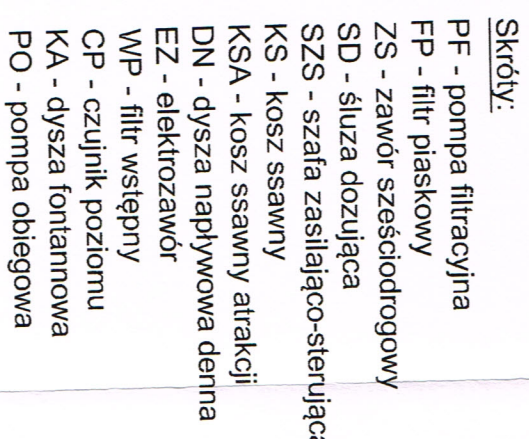 Skróty:
PF - pompa filtracyjna
FP - filtr piaskowy
ZS - zawór sześciodrogowy
SD - śluza dozująca
SZS - szafa zasilająco-sterująca
KS - kosz ssawny
KSA - kosz ssawny atrakcji
DN - dysza napływowa denna
EZ - elektrozawór
WP - filtr wstępny
CP - czujnik poziomu
KA - dysza fontannowa
PO - pompa obiegowa